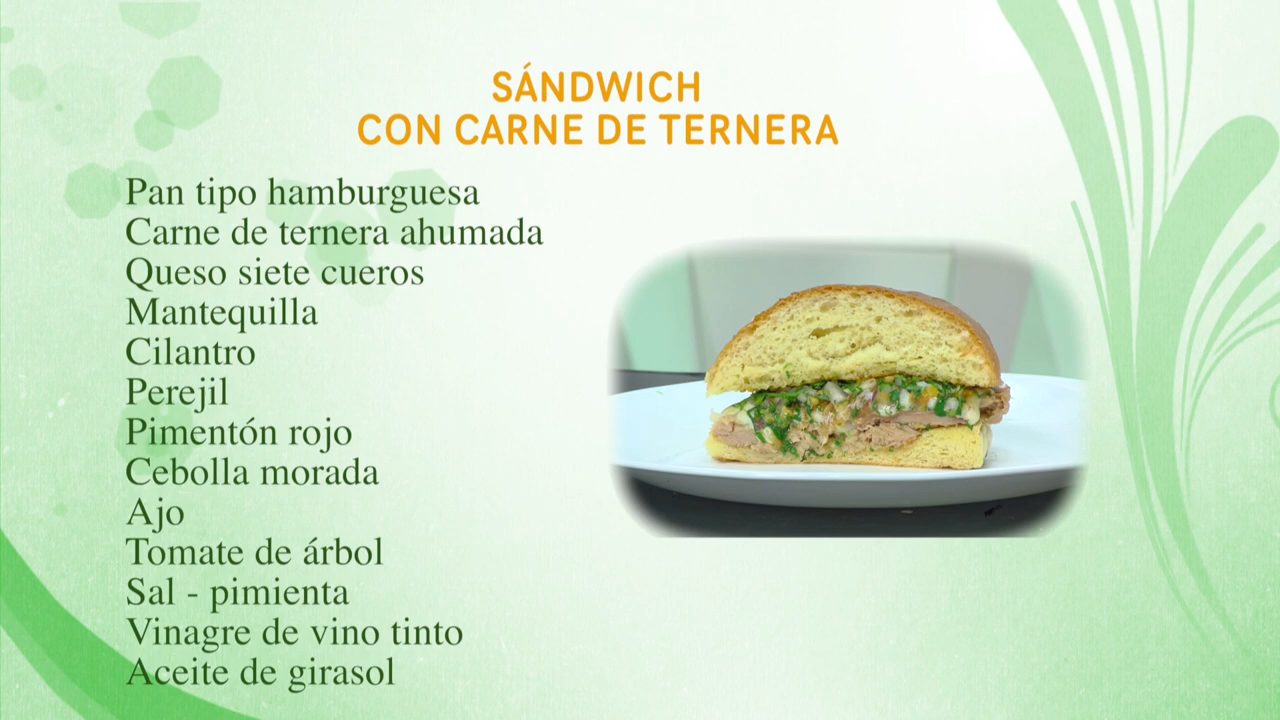 SÁNDWICH
CON CARNE DE TERNERA
Pan tipo hamburguesa
Carne de ternera ahumada
Queso siete cueros
Mantequilla
Cilantro
Perejil
Pimentón rojo
Cebolla morada
Ajo
Tomate de árbol
Sal - pimienta
Vinagre de vino tinto
Aceite de girasol